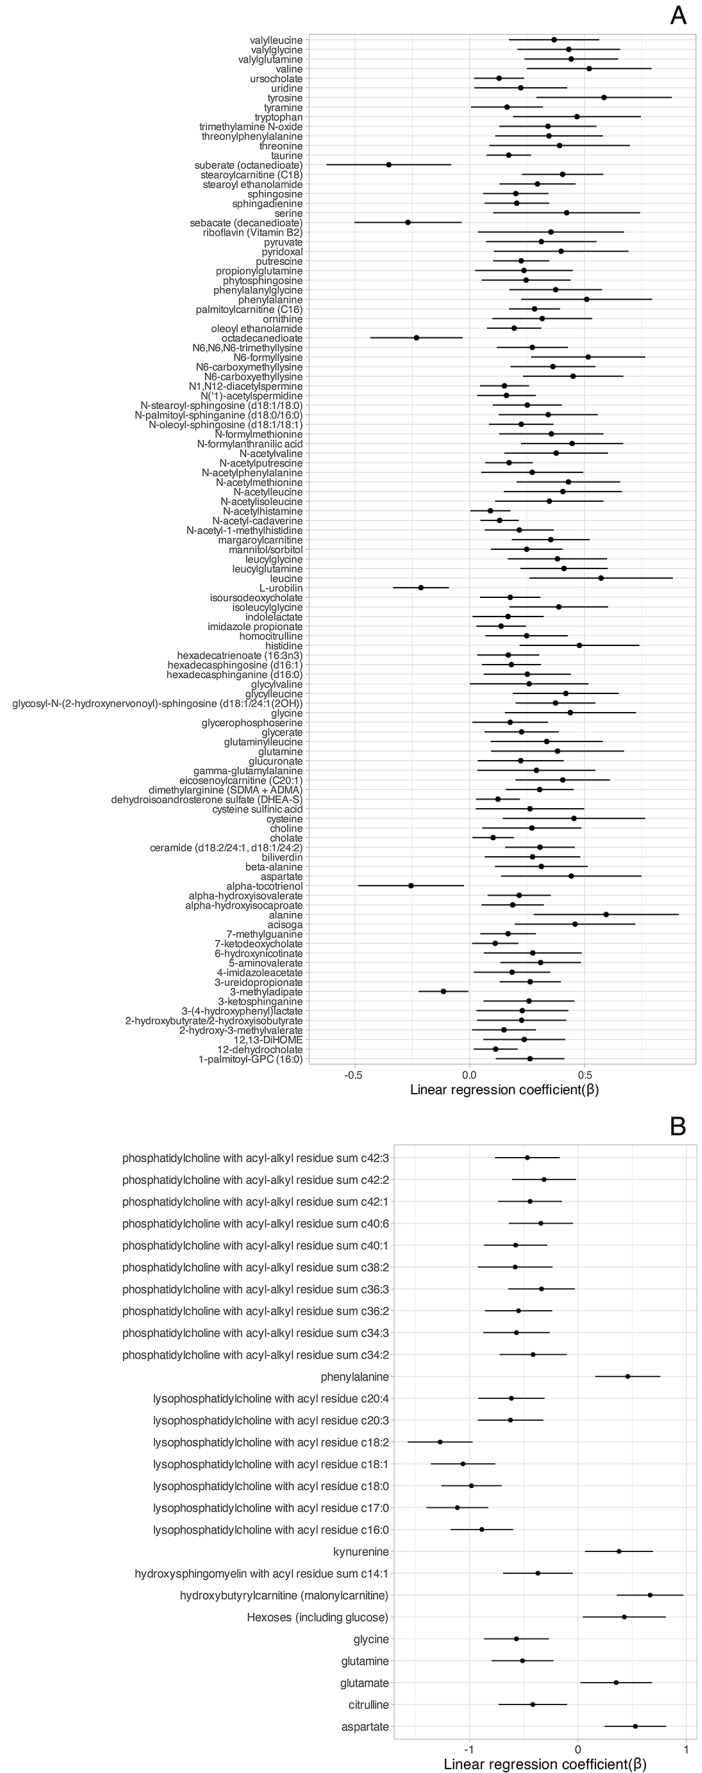 A
valylleucine
valylglycine
valylglutamine
valine
ursocholate
uridine
tyrosine
tyramine
tryptophan
trimethylamine N-oxide
threonylphenylalanine
threonine
taurine
suberate (octanedioate)
stearoylcarnitine (C18)
stearoyl ethanolamide
sphingosine
sphingadienine
serine
sebacate (decanedioate)
riboflavin (Vitamin B2)
pyruvate
pyridoxal
putrescine
propionylglutamine
phytosphingosine
phenylalanylglycine
phenylalanine
palmitoylcarnitine (C16)
ornithine
oleoyl ethanolamide
octadecanedioate
N6,N6,N6-trimethyllysine
N6-formyllysine
N6-carboxymethyllysine
N6-carboxyethyllysine
N1,N12-diacetylspermine
N('1)-acetylspermidine
N-stearoyl-sphingosine (d18:1/18:0)
N-palmitoyl-sphinganine (d18:0/16:0)
N-oleoyl-sphingosine (d18:1/18:1)
N-formylmethionine
N-formylanthranilic acid
N-acetylvaline
N-acetylputrescine
N-acetylphenylalanine
N-acetylmethionine
N-acetylleucine
N-acetylisoleucine
N-acetylhistamine
N-acetyl-cadaverine
N-acetyl-1-methylhistidine
margaroylcarnitine
mannitol/sorbitol
leucylglycine
leucylglutamine
leucine
L-urobilin
isoursodeoxycholate
isoleucylglycine
indolelactate
imidazole propionate
homocitrulline
histidine
hexadecatrienoate (16:3n3)
hexadecasphingosine (d16:1)
hexadecasphinganine (d16:0)
glycylvaline
glycylleucine
glycosyl-N-(2-hydroxynervonoyl)-sphingosine (d18:1/24:1(2OH))
glycine
glycerophosphoserine
glycerate
glutaminylleucine
glutamine
glucuronate
gamma-glutamylalanine
eicosenoylcarnitine (C20:1)
dimethylarginine (SDMA + ADMA)
dehydroisoandrosterone sulfate (DHEA-S)
cysteine sulfinic acid
cysteine
choline
cholate
ceramide (d18:2/24:1, d18:1/24:2)
biliverdin
beta-alanine
aspartate
alpha-tocotrienol
alpha-hydroxyisovalerate
alpha-hydroxyisocaproate
alanine
acisoga
7-methylguanine
7-ketodeoxycholate
6-hydroxynicotinate
5-aminovalerate
4-imidazoleacetate
3-ureidopropionate
3-methyladipate
3-ketosphinganine
3-(4-hydroxyphenyl)lactate
2-hydroxybutyrate/2-hydroxyisobutyrate
2-hydroxy-3-methylvalerate
12,13-DiHOME
12-dehydrocholate
1-palmitoyl-GPC (16:0)
-0.5 0.0 0.5
Linear regression coefficient(β)
B
phosphatidylcholine with acyl-alkyl residue sum c42:3
phosphatidylcholine with acyl-alkyl residue sum c42:2
phosphatidylcholine with acyl-alkyl residue sum c42:1
phosphatidylcholine with acyl-alkyl residue sum c40:6
phosphatidylcholine with acyl-alkyl residue sum c40:1
phosphatidylcholine with acyl-alkyl residue sum c38:2
phosphatidylcholine with acyl-alkyl residue sum c36:3
phosphatidylcholine with acyl-alkyl residue sum c36:2
phosphatidylcholine with acyl-alkyl residue sum c34:3
phosphatidylcholine with acyl-alkyl residue sum c34:2
phenylalanine
lysophosphatidylcholine with acyl residue c20:4
lysophosphatidylcholine with acyl residue c20:3
lysophosphatidylcholine with acyl residue c18:2
lysophosphatidylcholine with acyl residue c18:1
lysophosphatidylcholine with acyl residue c18:0
lysophosphatidylcholine with acyl residue c17:0
lysophosphatidylcholine with acyl residue c16:0
kynurenine
hydroxysphingomyelin with acyl residue sum c14:1
hydroxybutyrylcarnitine (malonylcarnitine)
Hexoses (including glucose)
glycine
glutamine
glutamate
citrulline
aspartate
-1 0 1
Linear regression coefficient(β)